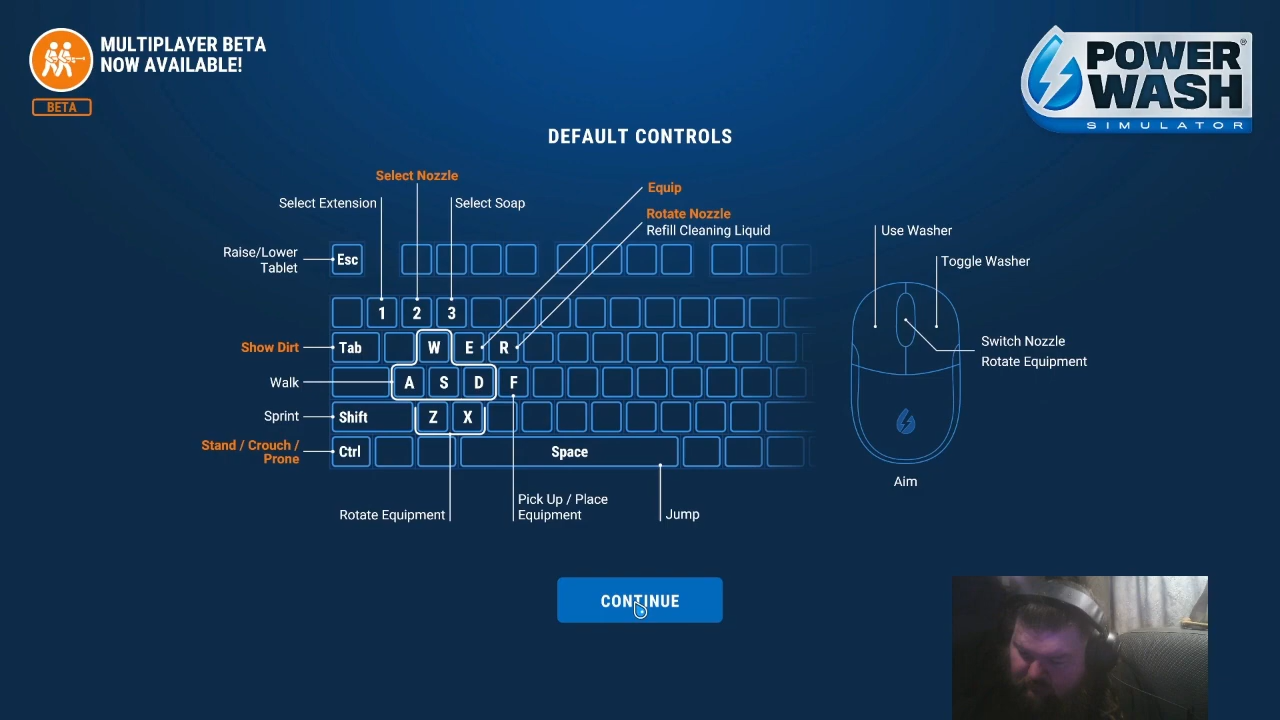 MULTIPLAYER BETA
NOW AVAILABLE!
BETA
POWER
WASH
SIMULATOR
®
DEFAULT CONTROLS
Select Nozzle
Select Extension
Select Soap
Equip
Rotate Nozzle
Refill Cleaning Liquid
Raise/Lower
Tablet
Esc
1 2 3
Show Dirt
Tab W E R
Walk
A S D F
Sprint
Shift Z X
Stand / Crouch /
Prone
Ctrl Space
Rotate Equipment
Pick Up / Place
Equipment
Jump
Use Washer
Toggle Washer
Switch Nozzle
Rotate Equipment
Aim
CONTINUE